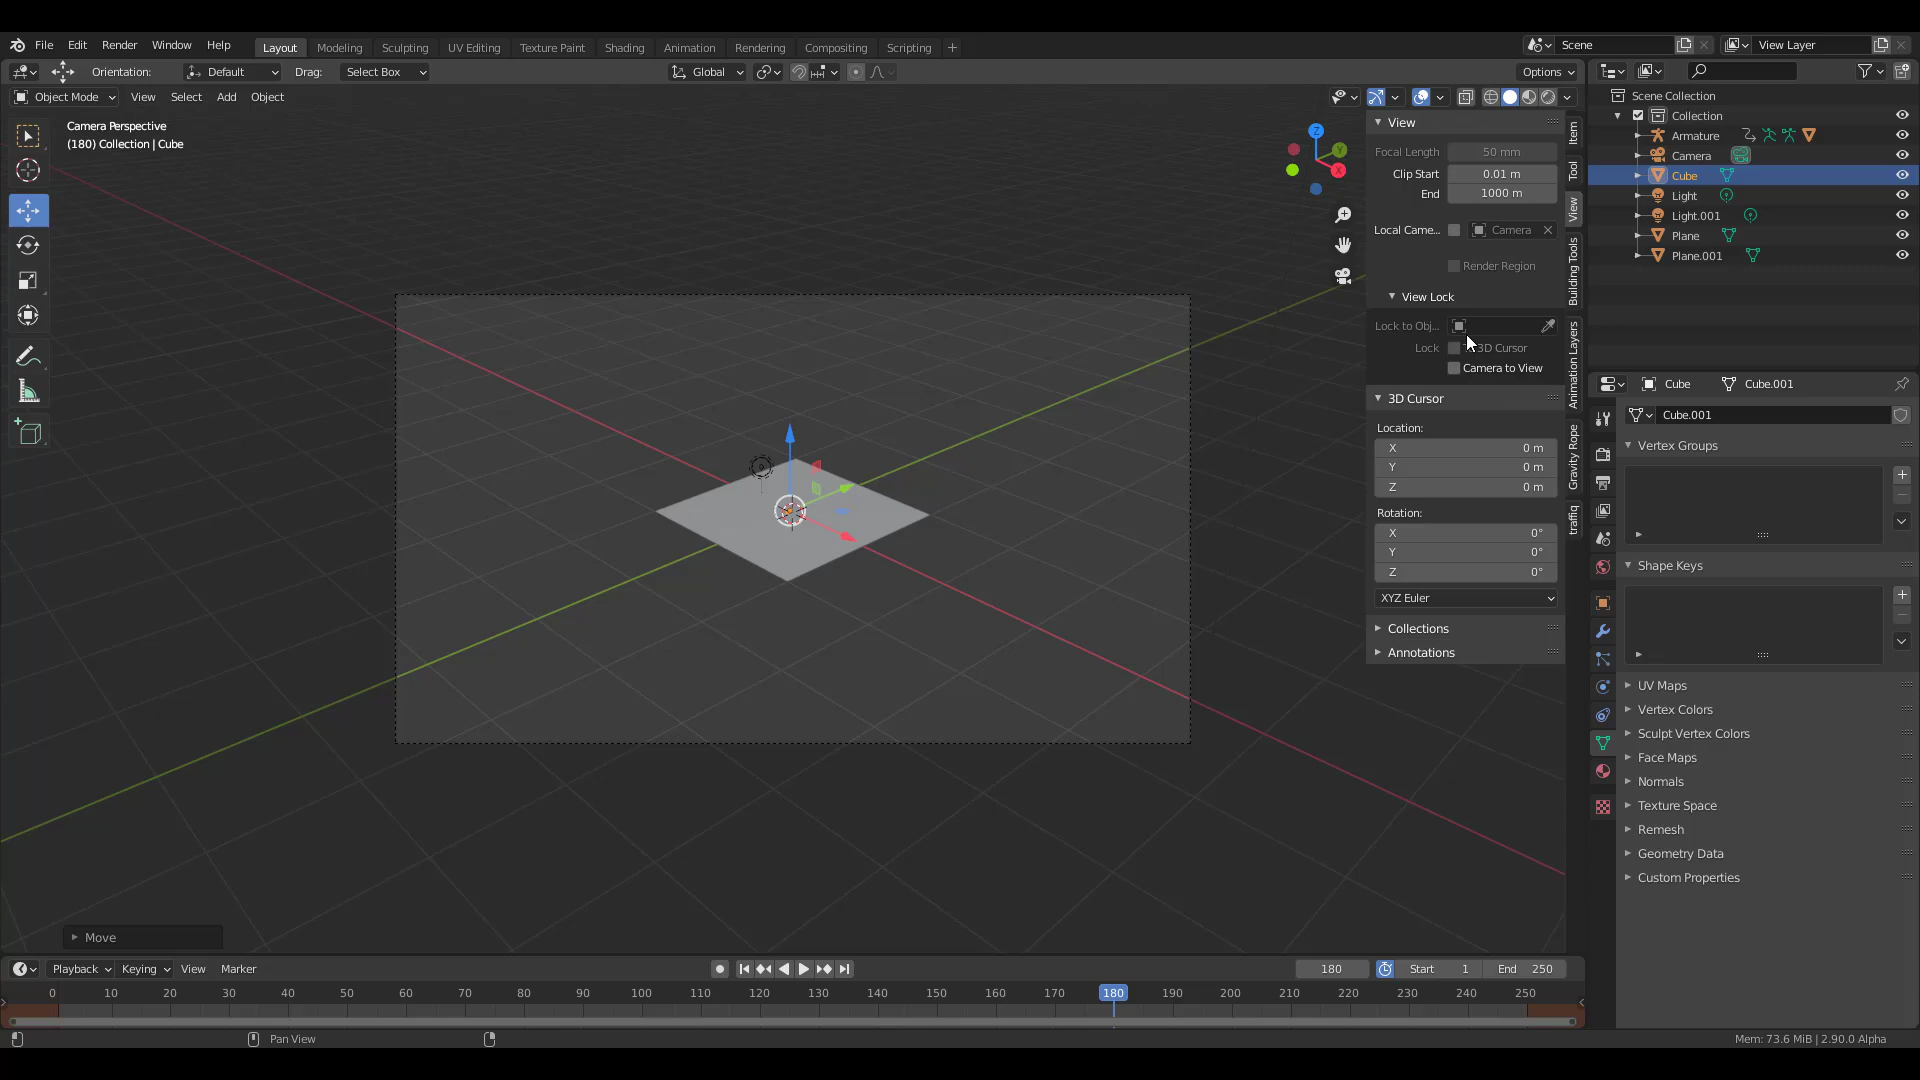 File Edit Render Window Help Layout Modeling Sculpting UV Editing Texture Paint Shading Animation Rendering Compositing Scripting + Scene View Layer
Orientation: Default Drag: Select Box Global Options
Object Mode View Select Add Object
Camera Perspective
(180) Collection | Cube
X
Y
Z
View
Focal Length 50 mm
Clip Start 0.01 m
End 1000 m
Local Came... Camera
Render Region
View Lock
Lock to Obj...
Lock 3D Cursor
Camera to View
3D Cursor
Location:
X 0 m
Y 0 m
Z 0 m
Rotation:
X 0°
Y 0°
Z 0°
XYZ Euler
Collections
Annotations
Item
Tool
View
Building Tools
Animation Layers
Gravity Rope
traffiq
Scene Collection
Collection
Armature
Camera
Cube
Light
Light.001
Plane
Plane.001
Cube Cube.001
Cube.001
Vertex Groups
Shape Keys
UV Maps
Vertex Colors
Sculpt Vertex Colors
Face Maps
Normals
Texture Space
Remesh
Geometry Data
Custom Properties
Move
Playback Keying View Marker 180 Start 1 End 250
0 10 20 30 40 50 60 70 80 90 100 110 120 130 140 150 160 170 180 190 200 210 220 230 240 250
Pan View Mem: 73.6 MiB | 2.90.0 Alpha